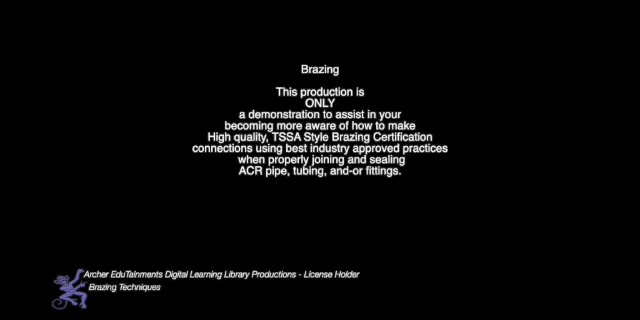 Brazing
This production is
ONLY
a demonstration to assist in your
becoming more aware of how to make
High quality, TSSA Style Brazing Certification
connections using best industry approved practices
when properly joining and sealing
ACR pipe, tubing, and-or fittings.
Archer EduTainments Digital Learning Library Productions - License Holder
Brazing Techniques